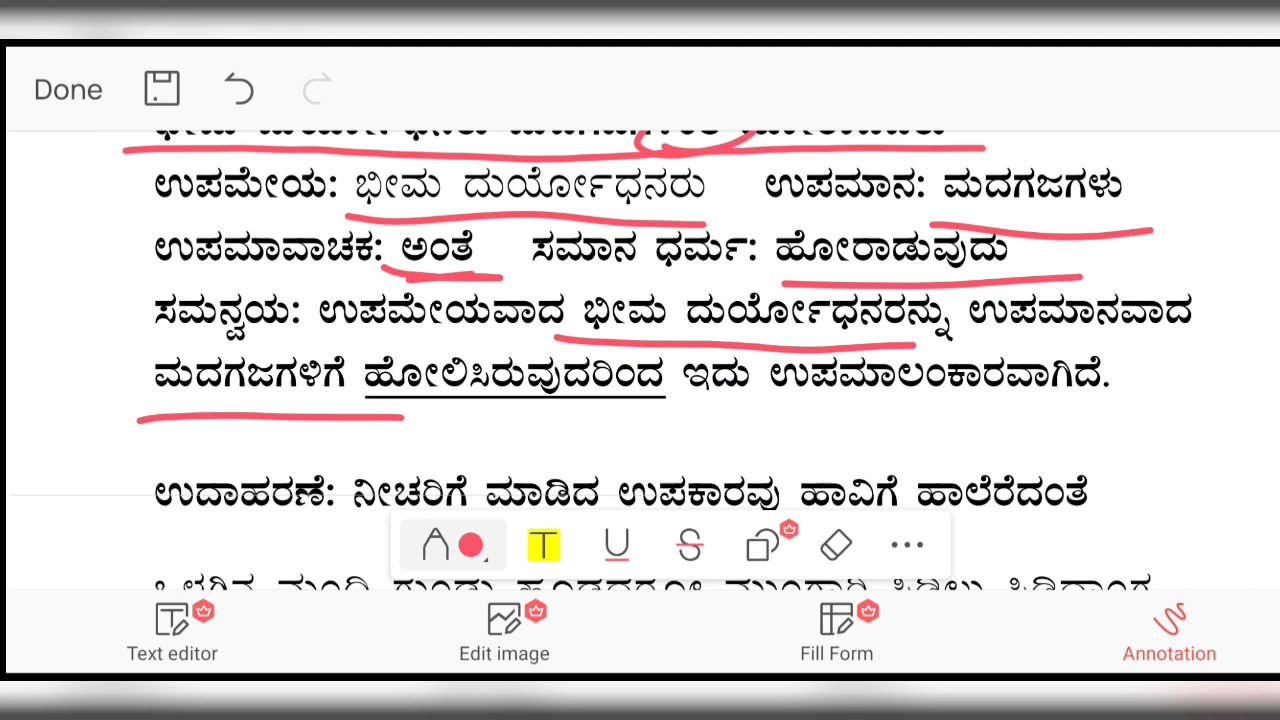 Done
ಉಪಮೇಯ: ಭೀಮ ದುರ್ಯೋಧನರು ಉಪಮಾನ: ಮದಗಜಗಳು
ಉಪಮಾವಾಚಕ: ಅಂತೆ ಸಮಾನ ಧರ್ಮ: ಹೋರಾಡುವುದು
ಸಮನ್ವಯ: ಉಪಮೇಯವಾದ ಭೀಮ ದುರ್ಯೋಧನರನ್ನು ಉಪಮಾನವಾದ
ಮದಗಜಗಳಿಗೆ ಹೋಲಿಸಿರುವುದರಿಂದ ಇದು ಉಪಮಾಲಂಕಾರವಾಗಿದೆ.
ಉದಾಹರಣೆ: ನೀಚರಿಗೆ ಮಾಡಿದ ಉಪಕಾರವು ಹಾವಿಗೆ ಹಾಲೆರೆದಂತೆ
Text editor Edit image Fill Form Annotation